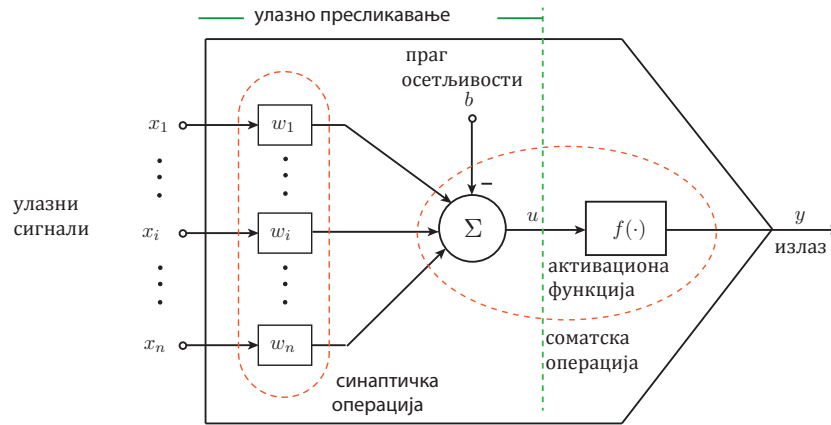 улазно пресликавање
праг
осетљивости
b
x₁
w₁
улазни
сигнали
xᵢ
wᵢ
Σ
u
f(·)
y
излаз
активациона
функција
xₙ
wₙ
соматска
операција
синаптичка
операција